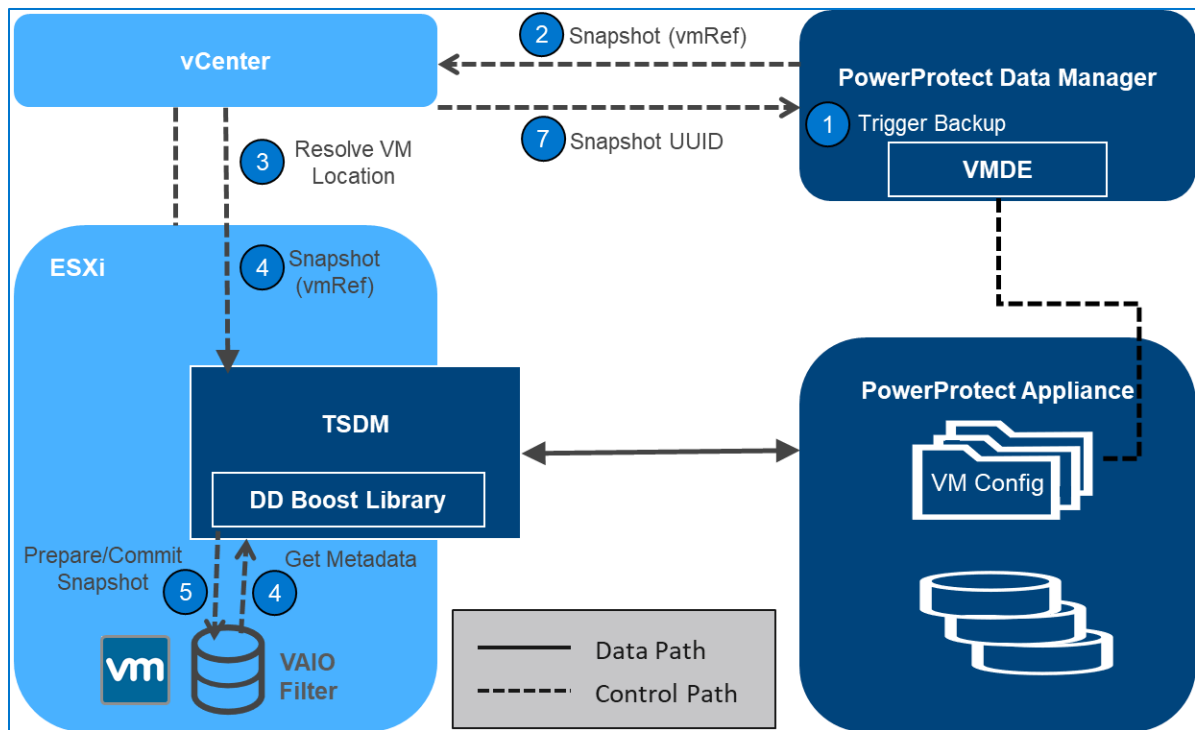 vCenter
2
Snapshot (vmRef)
PowerProtect Data Manager
1
Trigger Backup
7
Snapshot UUID
VMDE
3
Resolve VM
Location
ESXi
4
Snapshot
(vmRef)
TSDM
DD Boost Library
PowerProtect Appliance
VM Config
Prepare/Commit
Snapshot
5
4
Get Metadata
vm
VAIO
Filter
Data Path
Control Path